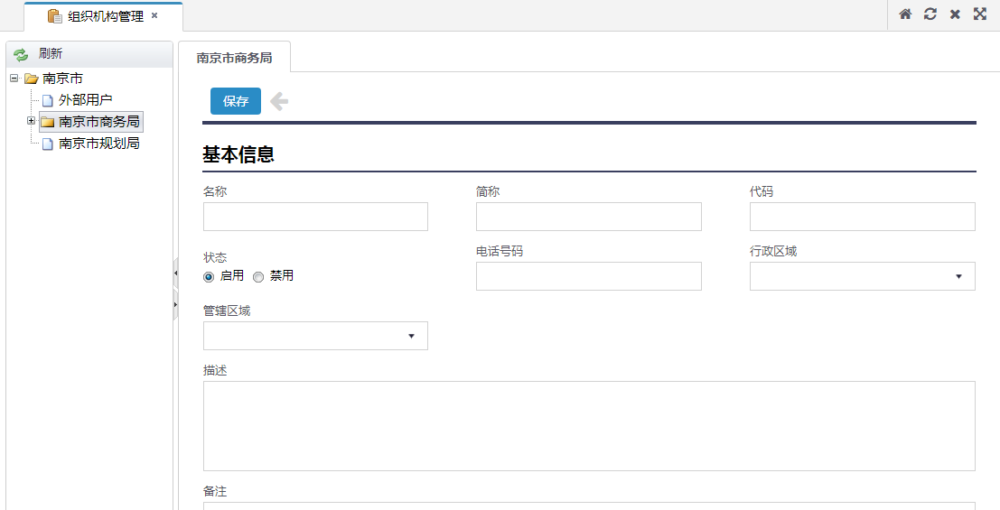 组织机构管理
刷新
南京市
外部用户
南京市商务局
南京市规划局
南京市商务局
保存
基本信息
名称 简称 代码
状态 电话号码 行政区域
启用 禁用
管辖区域
描述
备注